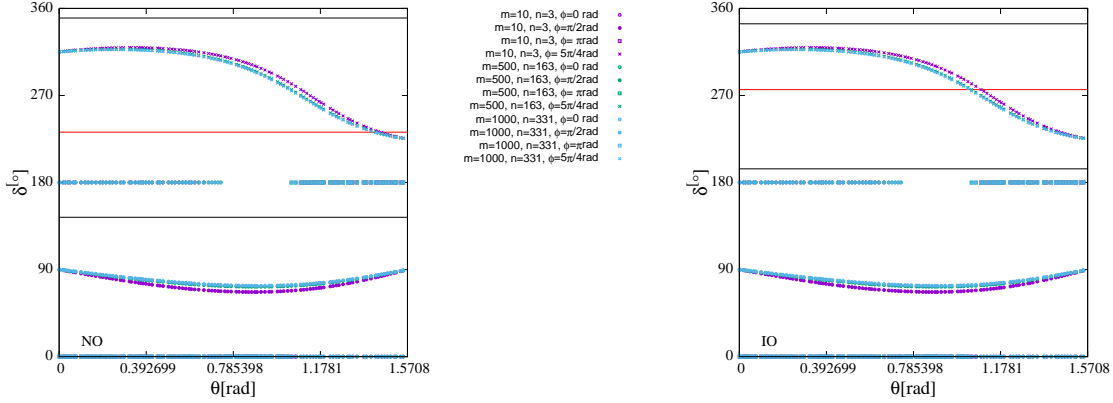 360
270
180
90
0
δ[○]
NO
0 0.392699 0.785398 1.1781 1.5708
θ[rad]
m=10, n=3, ϕ=0 rad
m=10, n=3, ϕ=π/2rad
m=10, n=3, ϕ= πrad
m=10, n=3, ϕ= 5π/4rad
m=500, n=163, ϕ=0 rad
m=500, n=163, ϕ=π/2rad
m=500, n=163, ϕ= πrad
m=500, n=163, ϕ=5π/4rad
m=1000, n=331, ϕ=0 rad
m=1000, n=331, ϕ=π/2rad
m=1000, n=331, ϕ=πrad
m=1000, n=331, ϕ=5π/4rad
360
270
180
90
0
δ[○]
IO
0 0.392699 0.785398 1.1781 1.5708
θ[rad]